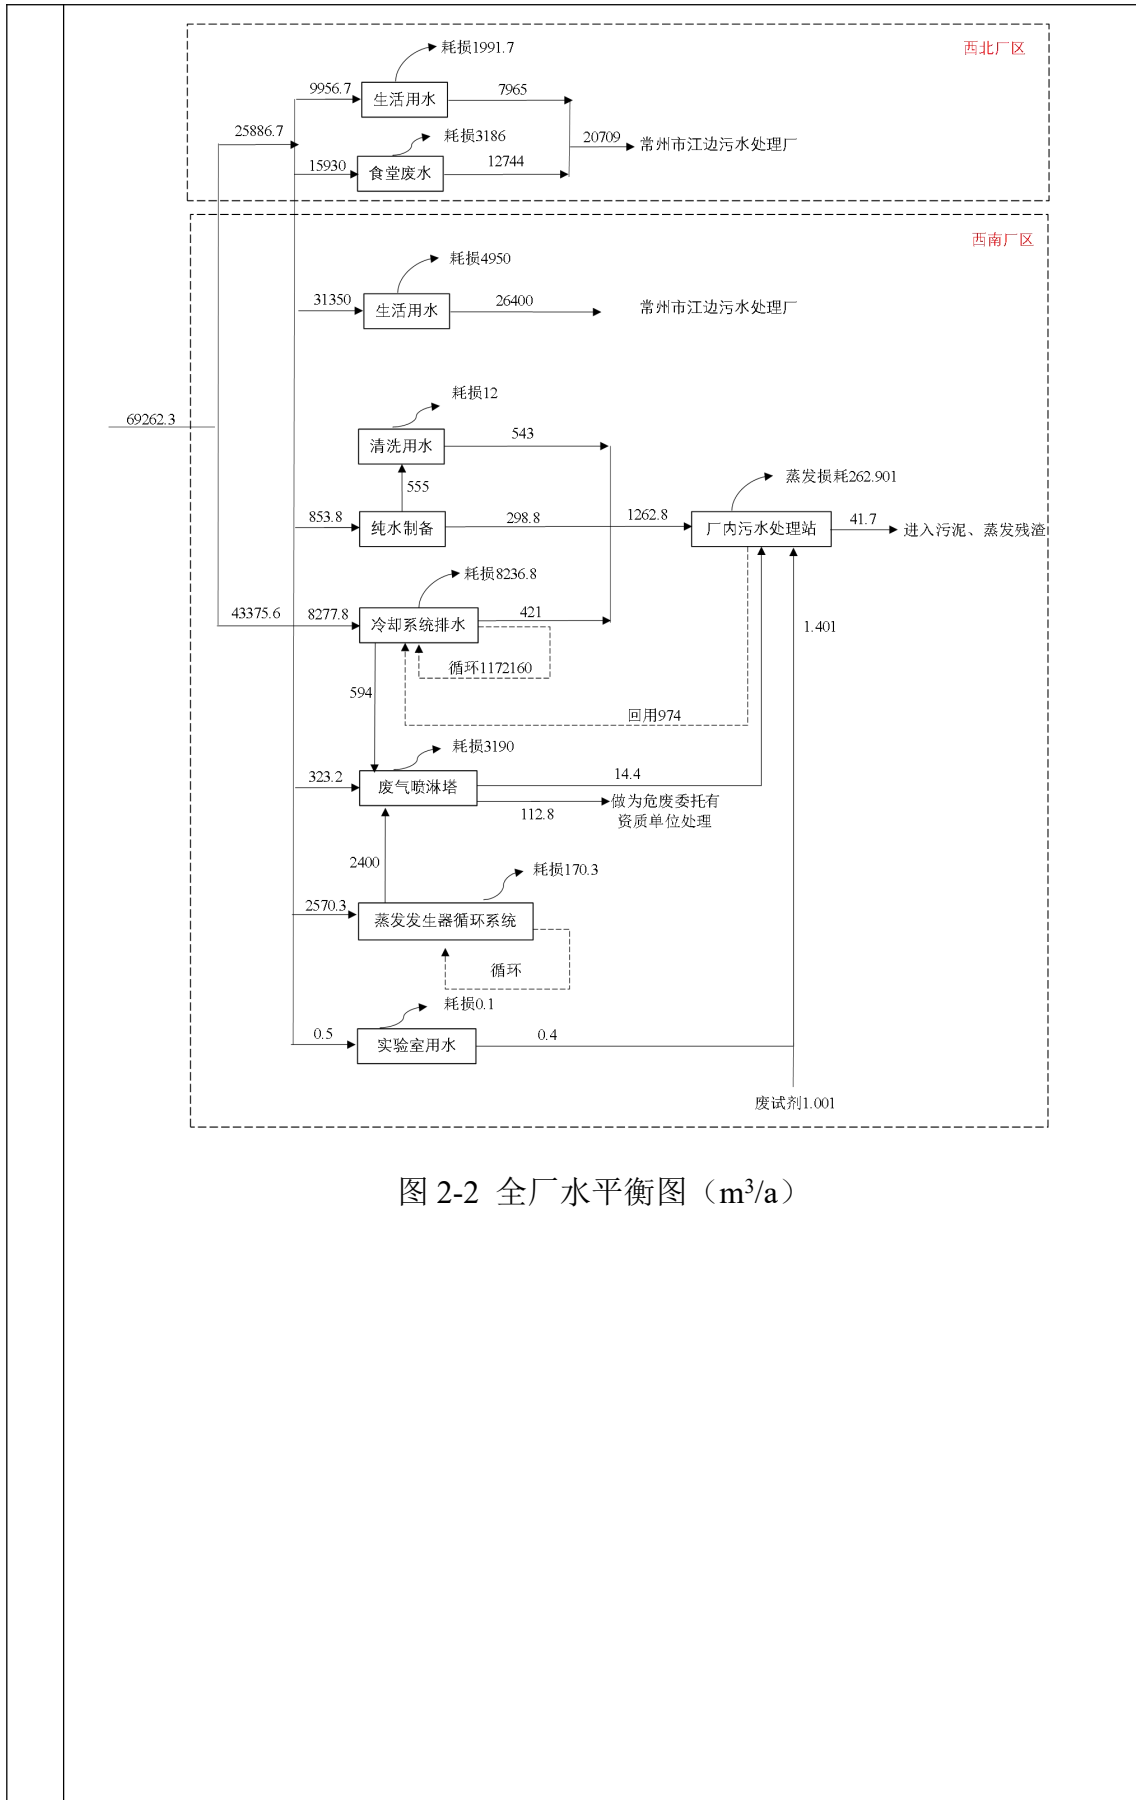 西北厂区
耗损1991.7
9956.7
生活用水
7965
25886.7
耗损3186
20709
常州市江边污水处理厂
15930
食堂废水
12744
西南厂区
耗损4950
31350
生活用水
26400
常州市江边污水处理厂
耗损12
69262.3
清洗用水
543
555
蒸发损耗262.901
853.8
纯水制备
298.8
1262.8
厂内污水处理站
41.7
进入污泥、蒸发残渣
耗损8236.8
43375.6
8277.8
冷却系统排水
421
1.401
循环1172160
594
回用974
耗损3190
323.2
废气喷淋塔
14.4
112.8
做为危废委托有
资质单位处理
2400
耗损170.3
2570.3
蒸发发生器循环系统
循环
耗损0.1
0.5
实验室用水
0.4
废试剂1.001
图 2-2 全厂水平衡图（m³/a）